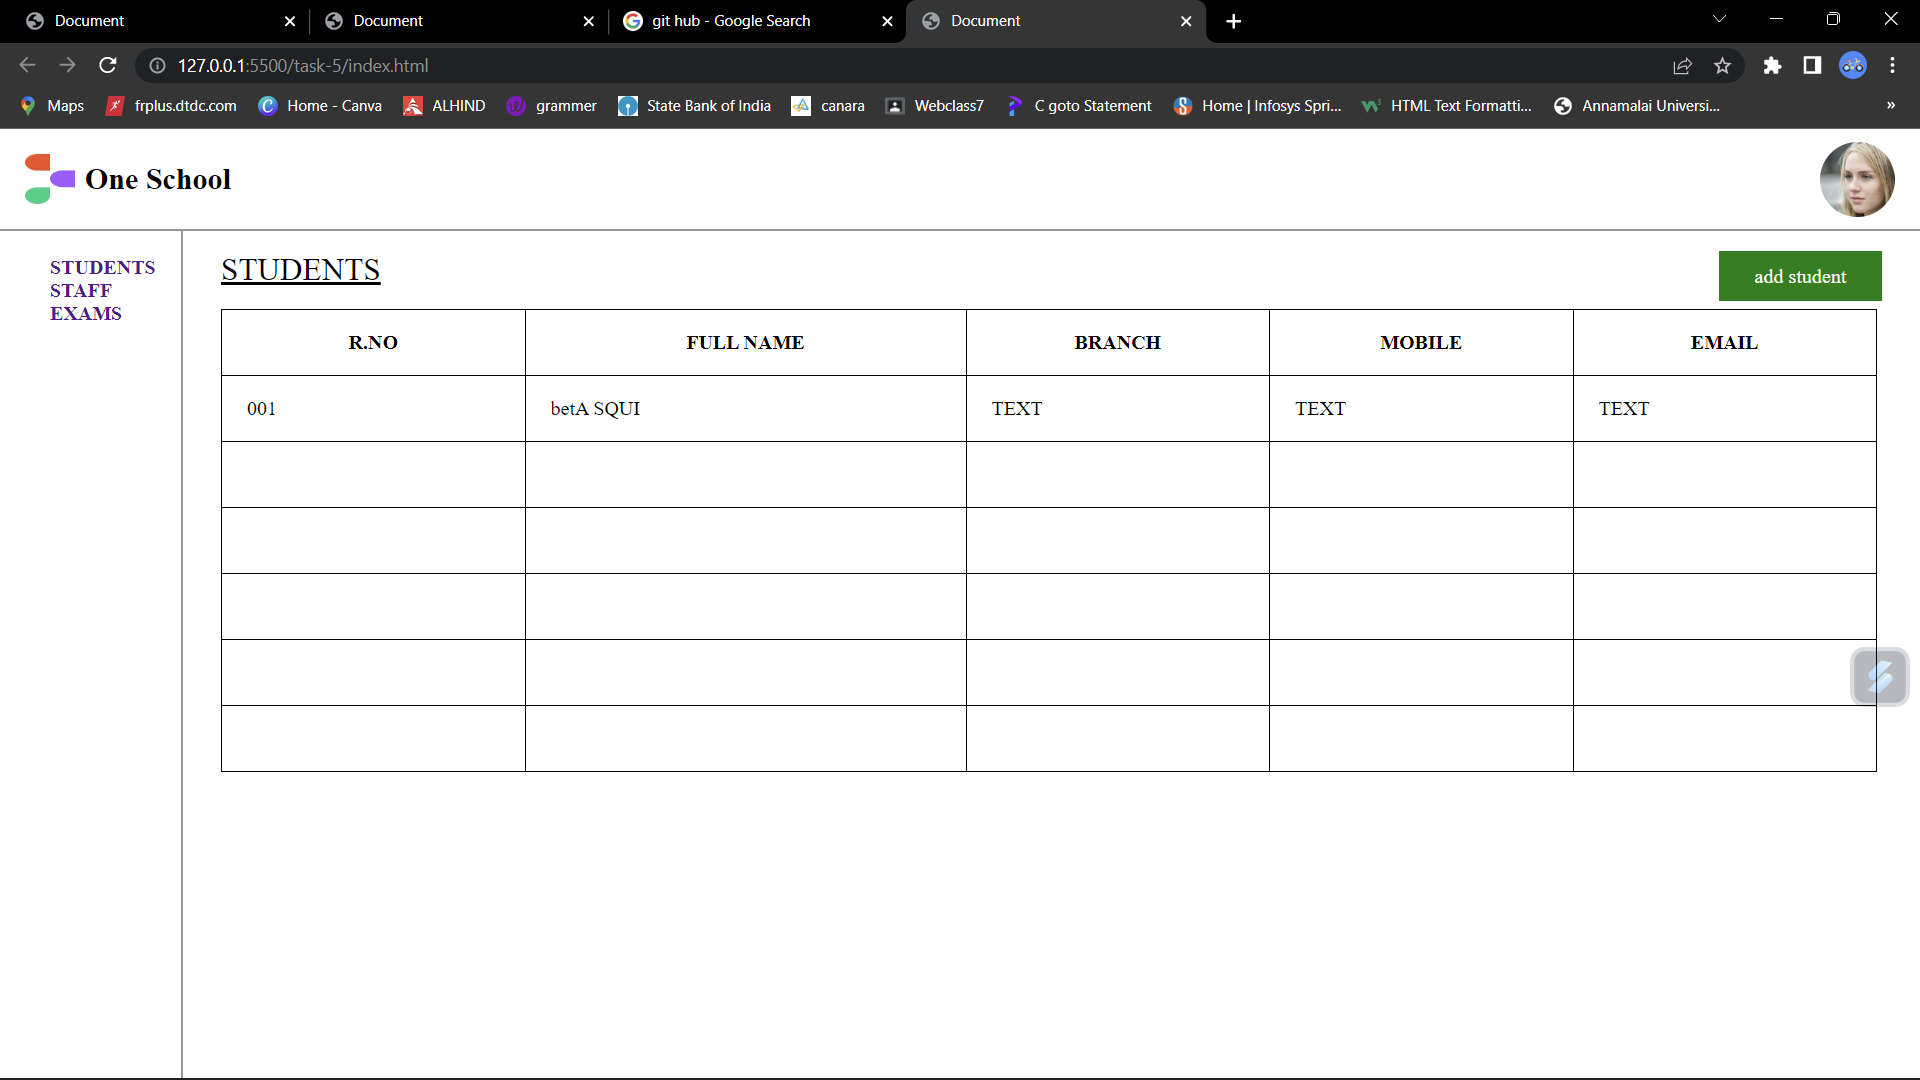 Document Document git hub - Google Search Document
127.0.0.1:5500/task-5/index.html
Maps frplus.dtdc.com Home - Canva ALHIND grammer State Bank of India canara Webclass7 C goto Statement Home | Infosys Spri... HTML Text Formatti... Annamalai Universi... »
One School
STUDENTS
STAFF
EXAMS
STUDENTS
add student
R.NO FULL NAME BRANCH MOBILE EMAIL
001 betA SQUI TEXT TEXT TEXT